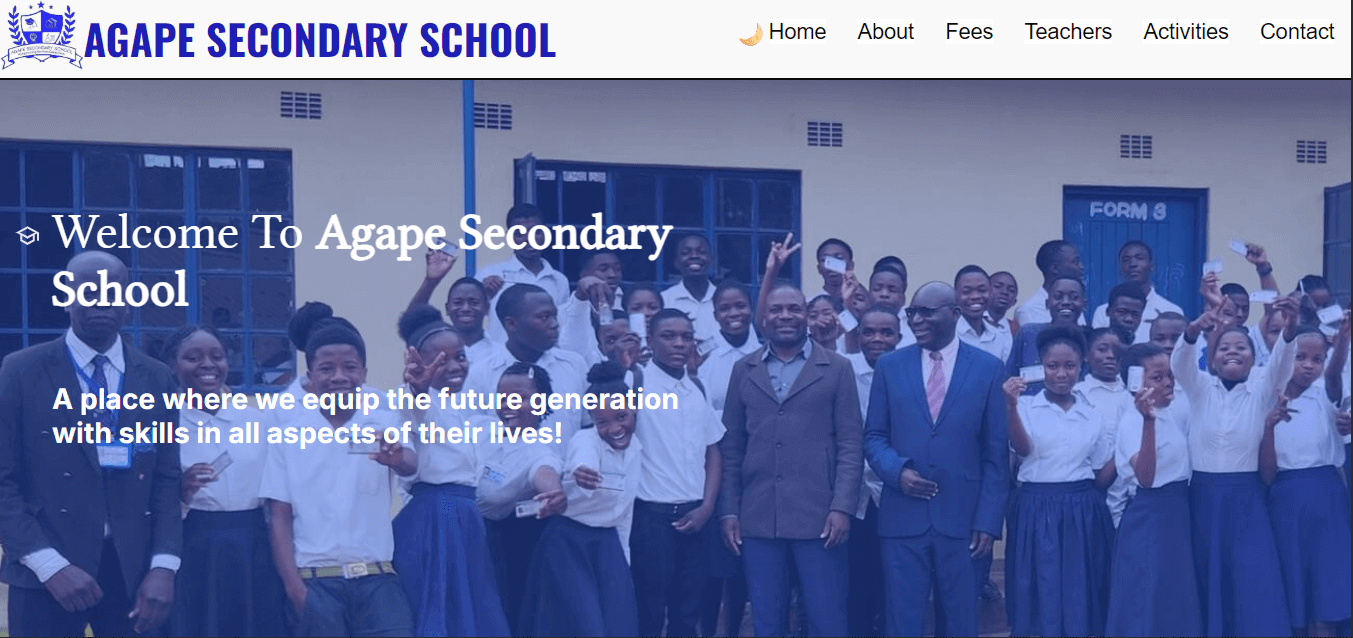 AGAPE SECONDARY SCHOOL
AGAPE SECONDARY SCHOOL
Home About Fees Teachers Activities Contact
FORM 3
Welcome To Agape Secondary
School
A place where we equip the future generation
with skills in all aspects of their lives!